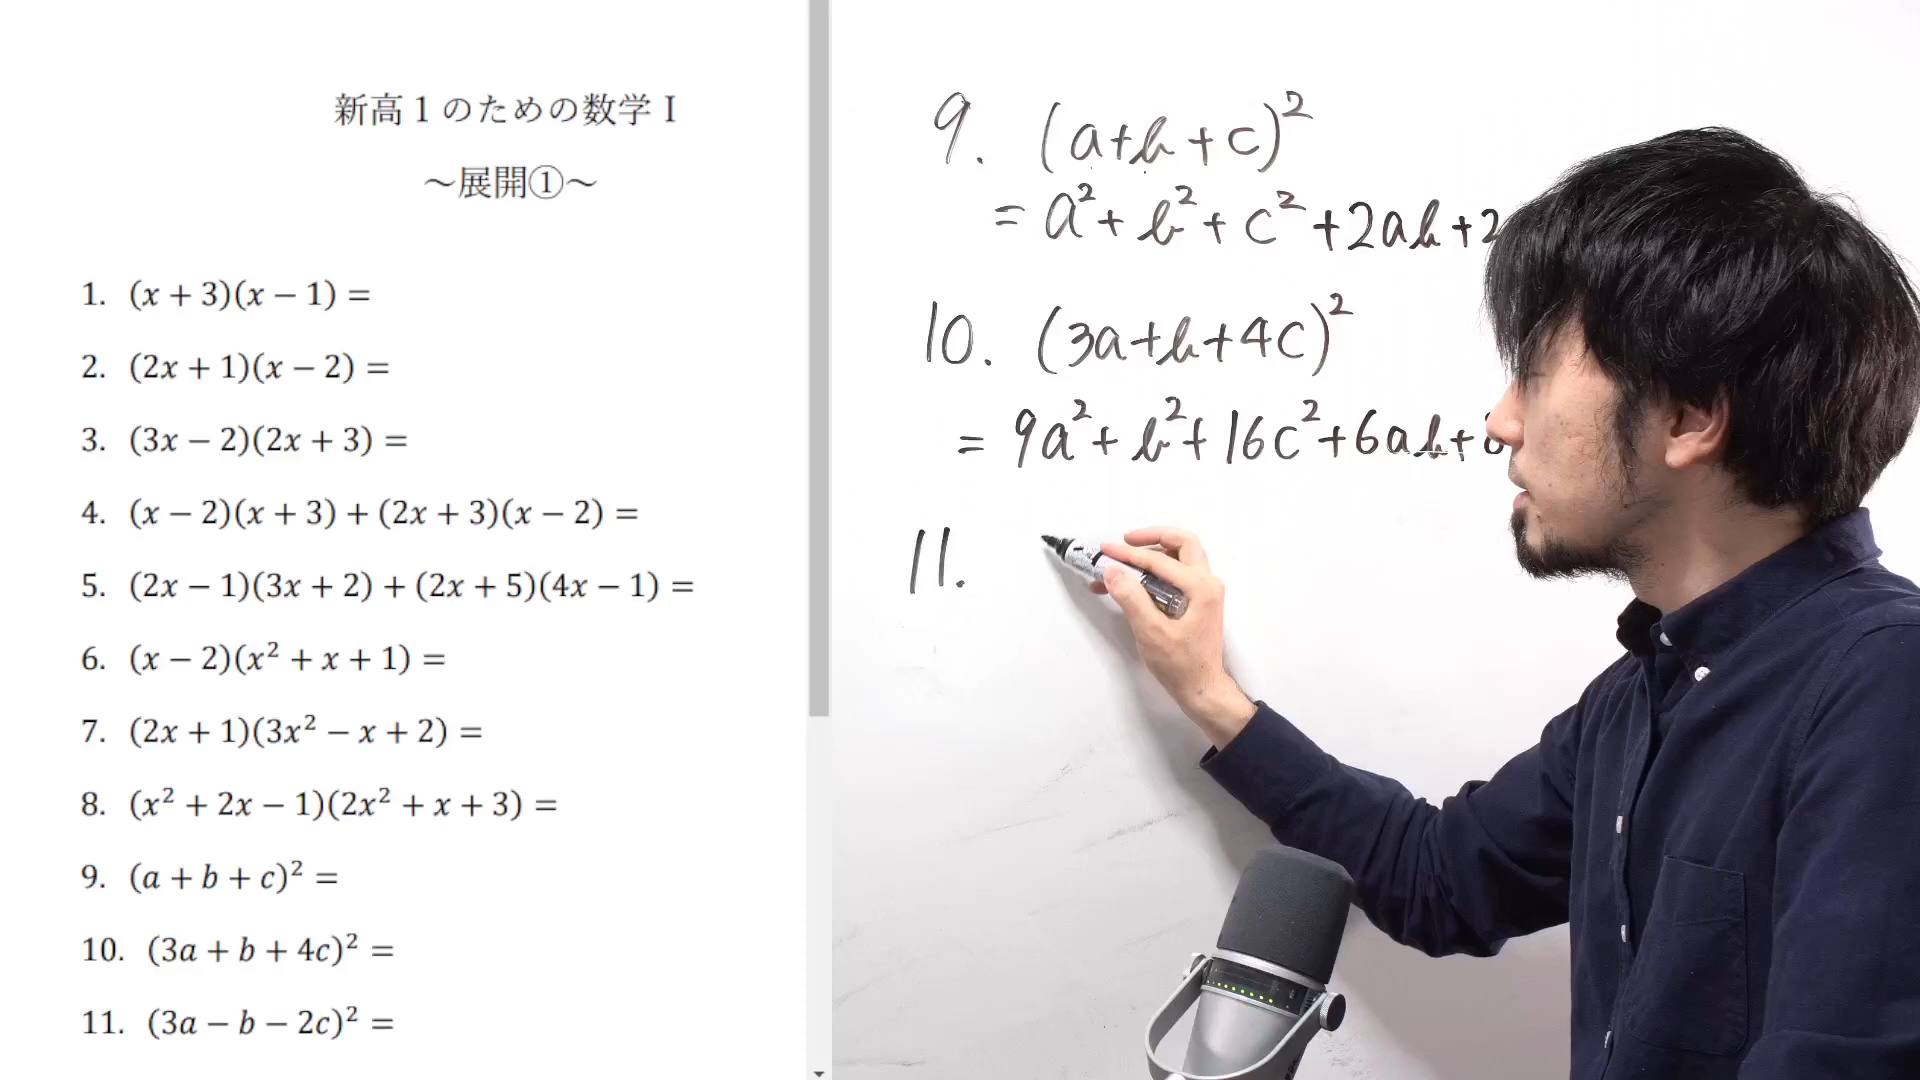 新高1のための数学Ⅰ
～展開①～
1. (x + 3)(x − 1) =
2. (2x + 1)(x − 2) =
3. (3x − 2)(2x + 3) =
4. (x − 2)(x + 3) + (2x + 3)(x − 2) =
5. (2x − 1)(3x + 2) + (2x + 5)(4x − 1) =
6. (x − 2)(x² + x + 1) =
7. (2x + 1)(3x² − x + 2) =
8. (x² + 2x − 1)(2x² + x + 3) =
9. (a + b + c)² =
10. (3a + b + 4c)² =
11. (3a − b − 2c)² =
9. (a+b+c)²
= a²+b²+c²+2ab+2
10. (3a+b+4c)²
= 9a²+b²+16c²+6ab+
11.